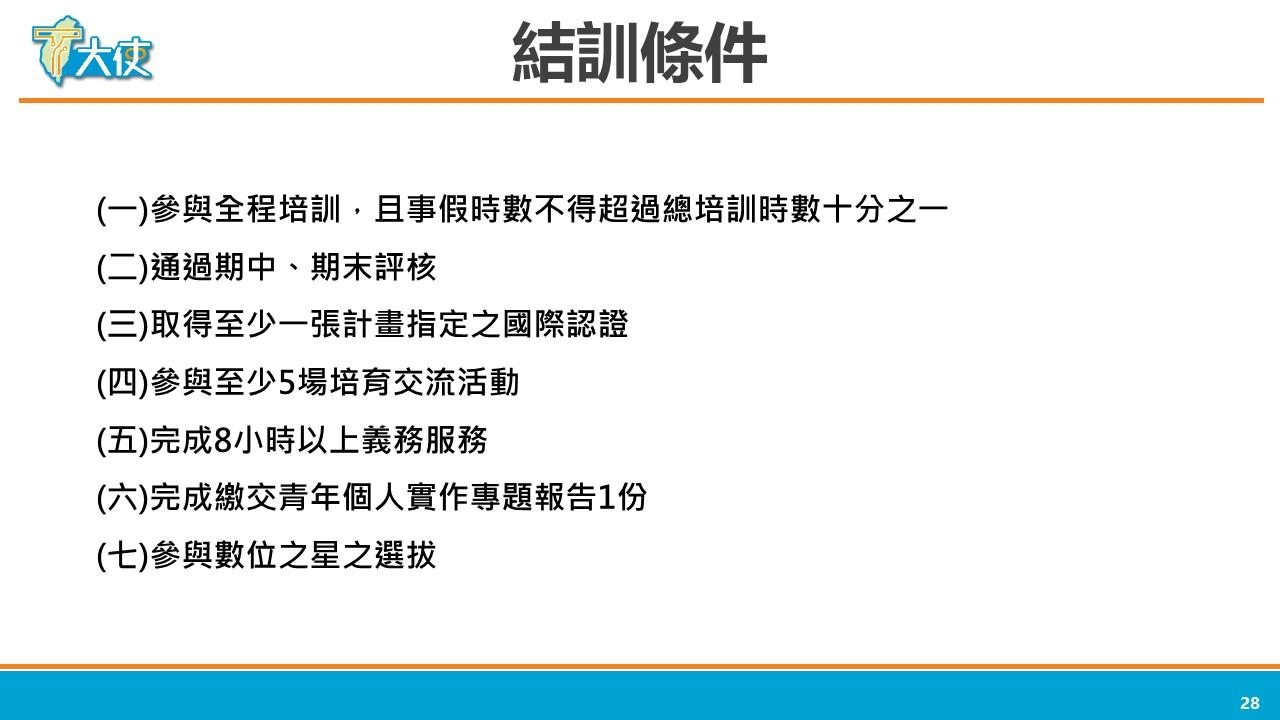 T大使
結訓條件
(一)參與全程培訓，且事假時數不得超過總培訓時數十分之一
(二)通過期中、期末評核
(三)取得至少一張計畫指定之國際認證
(四)參與至少5場培育交流活動
(五)完成8小時以上義務服務
(六)完成繳交青年個人實作專題報告1份
(七)參與數位之星之選拔
28